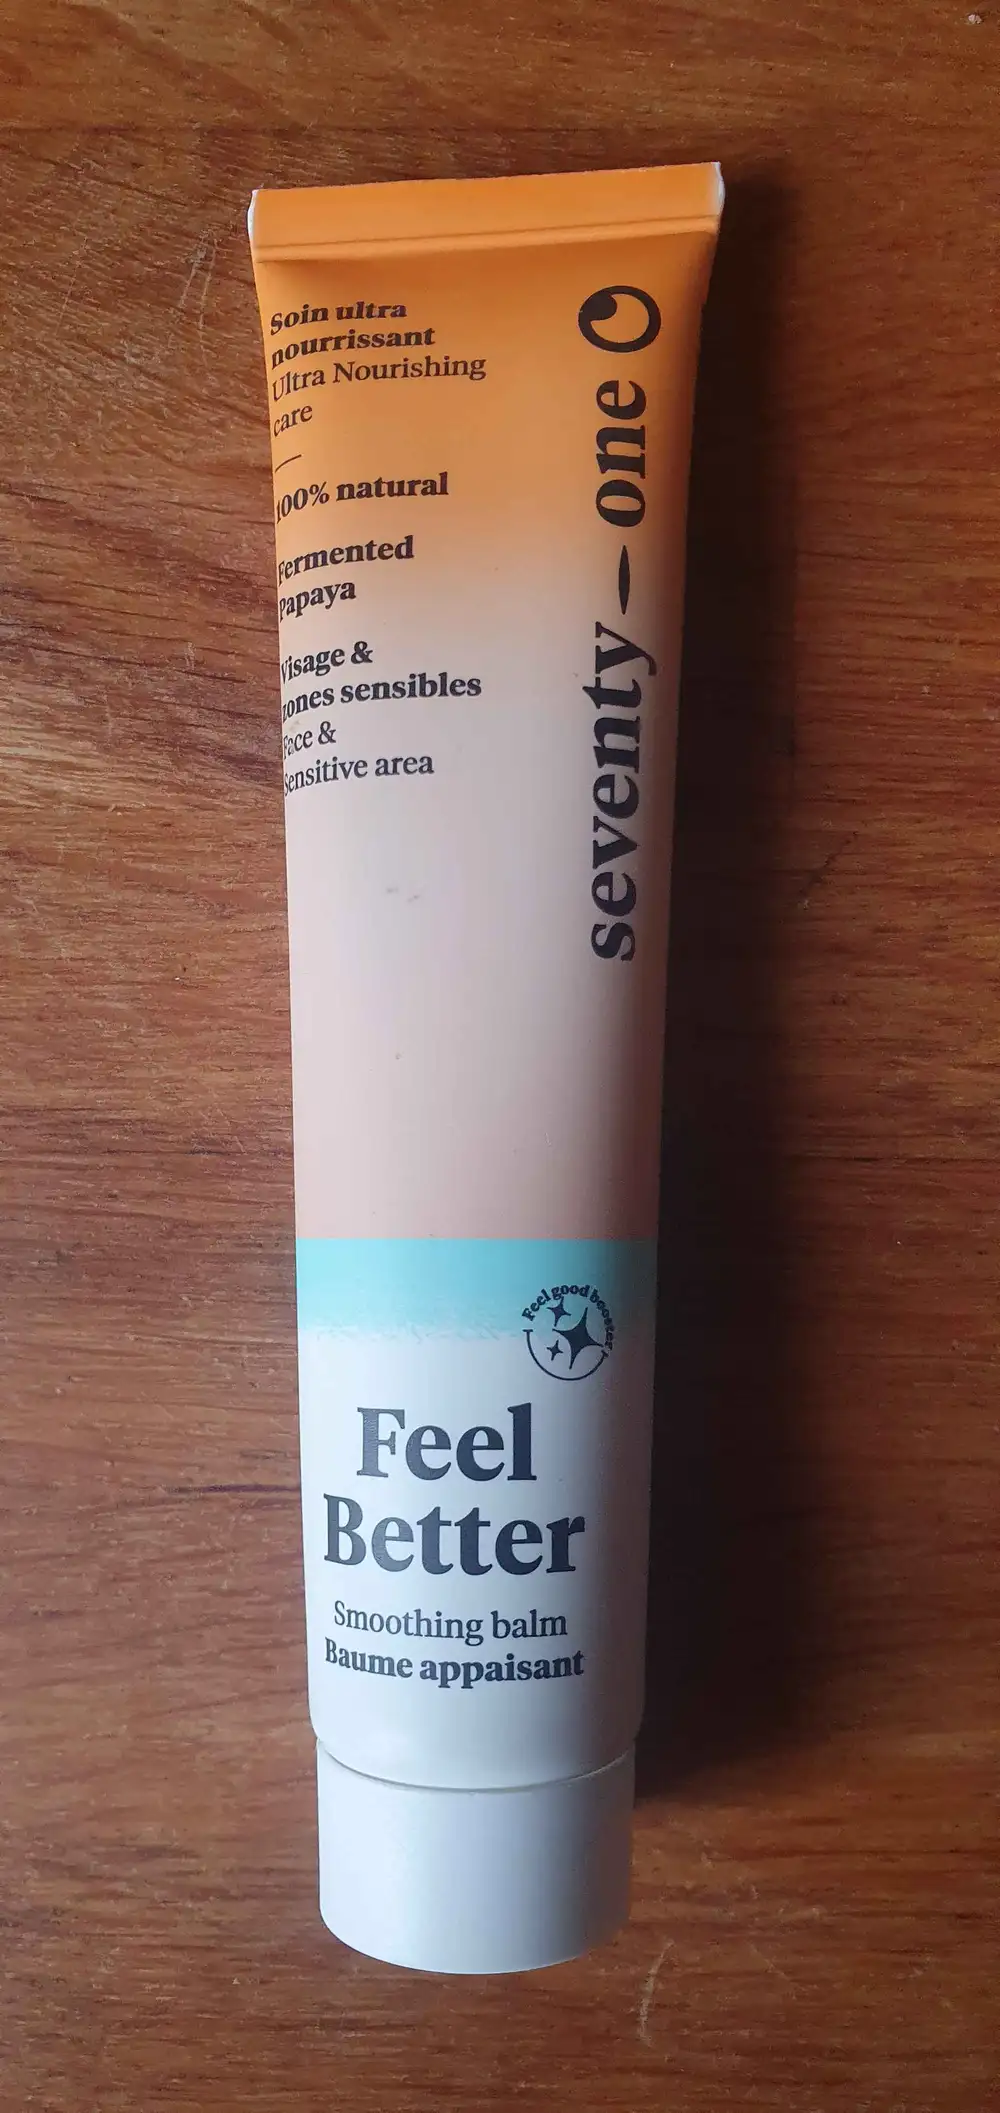 Soin ultra
nourrissant
Ultra Nourishing
care
100% natural
Fermented
Papaya
Visage &
zones sensibles
Face &
Sensitive area
seventy-one
Feel good booster
Feel
Better
Smoothing balm
Baume appaisant